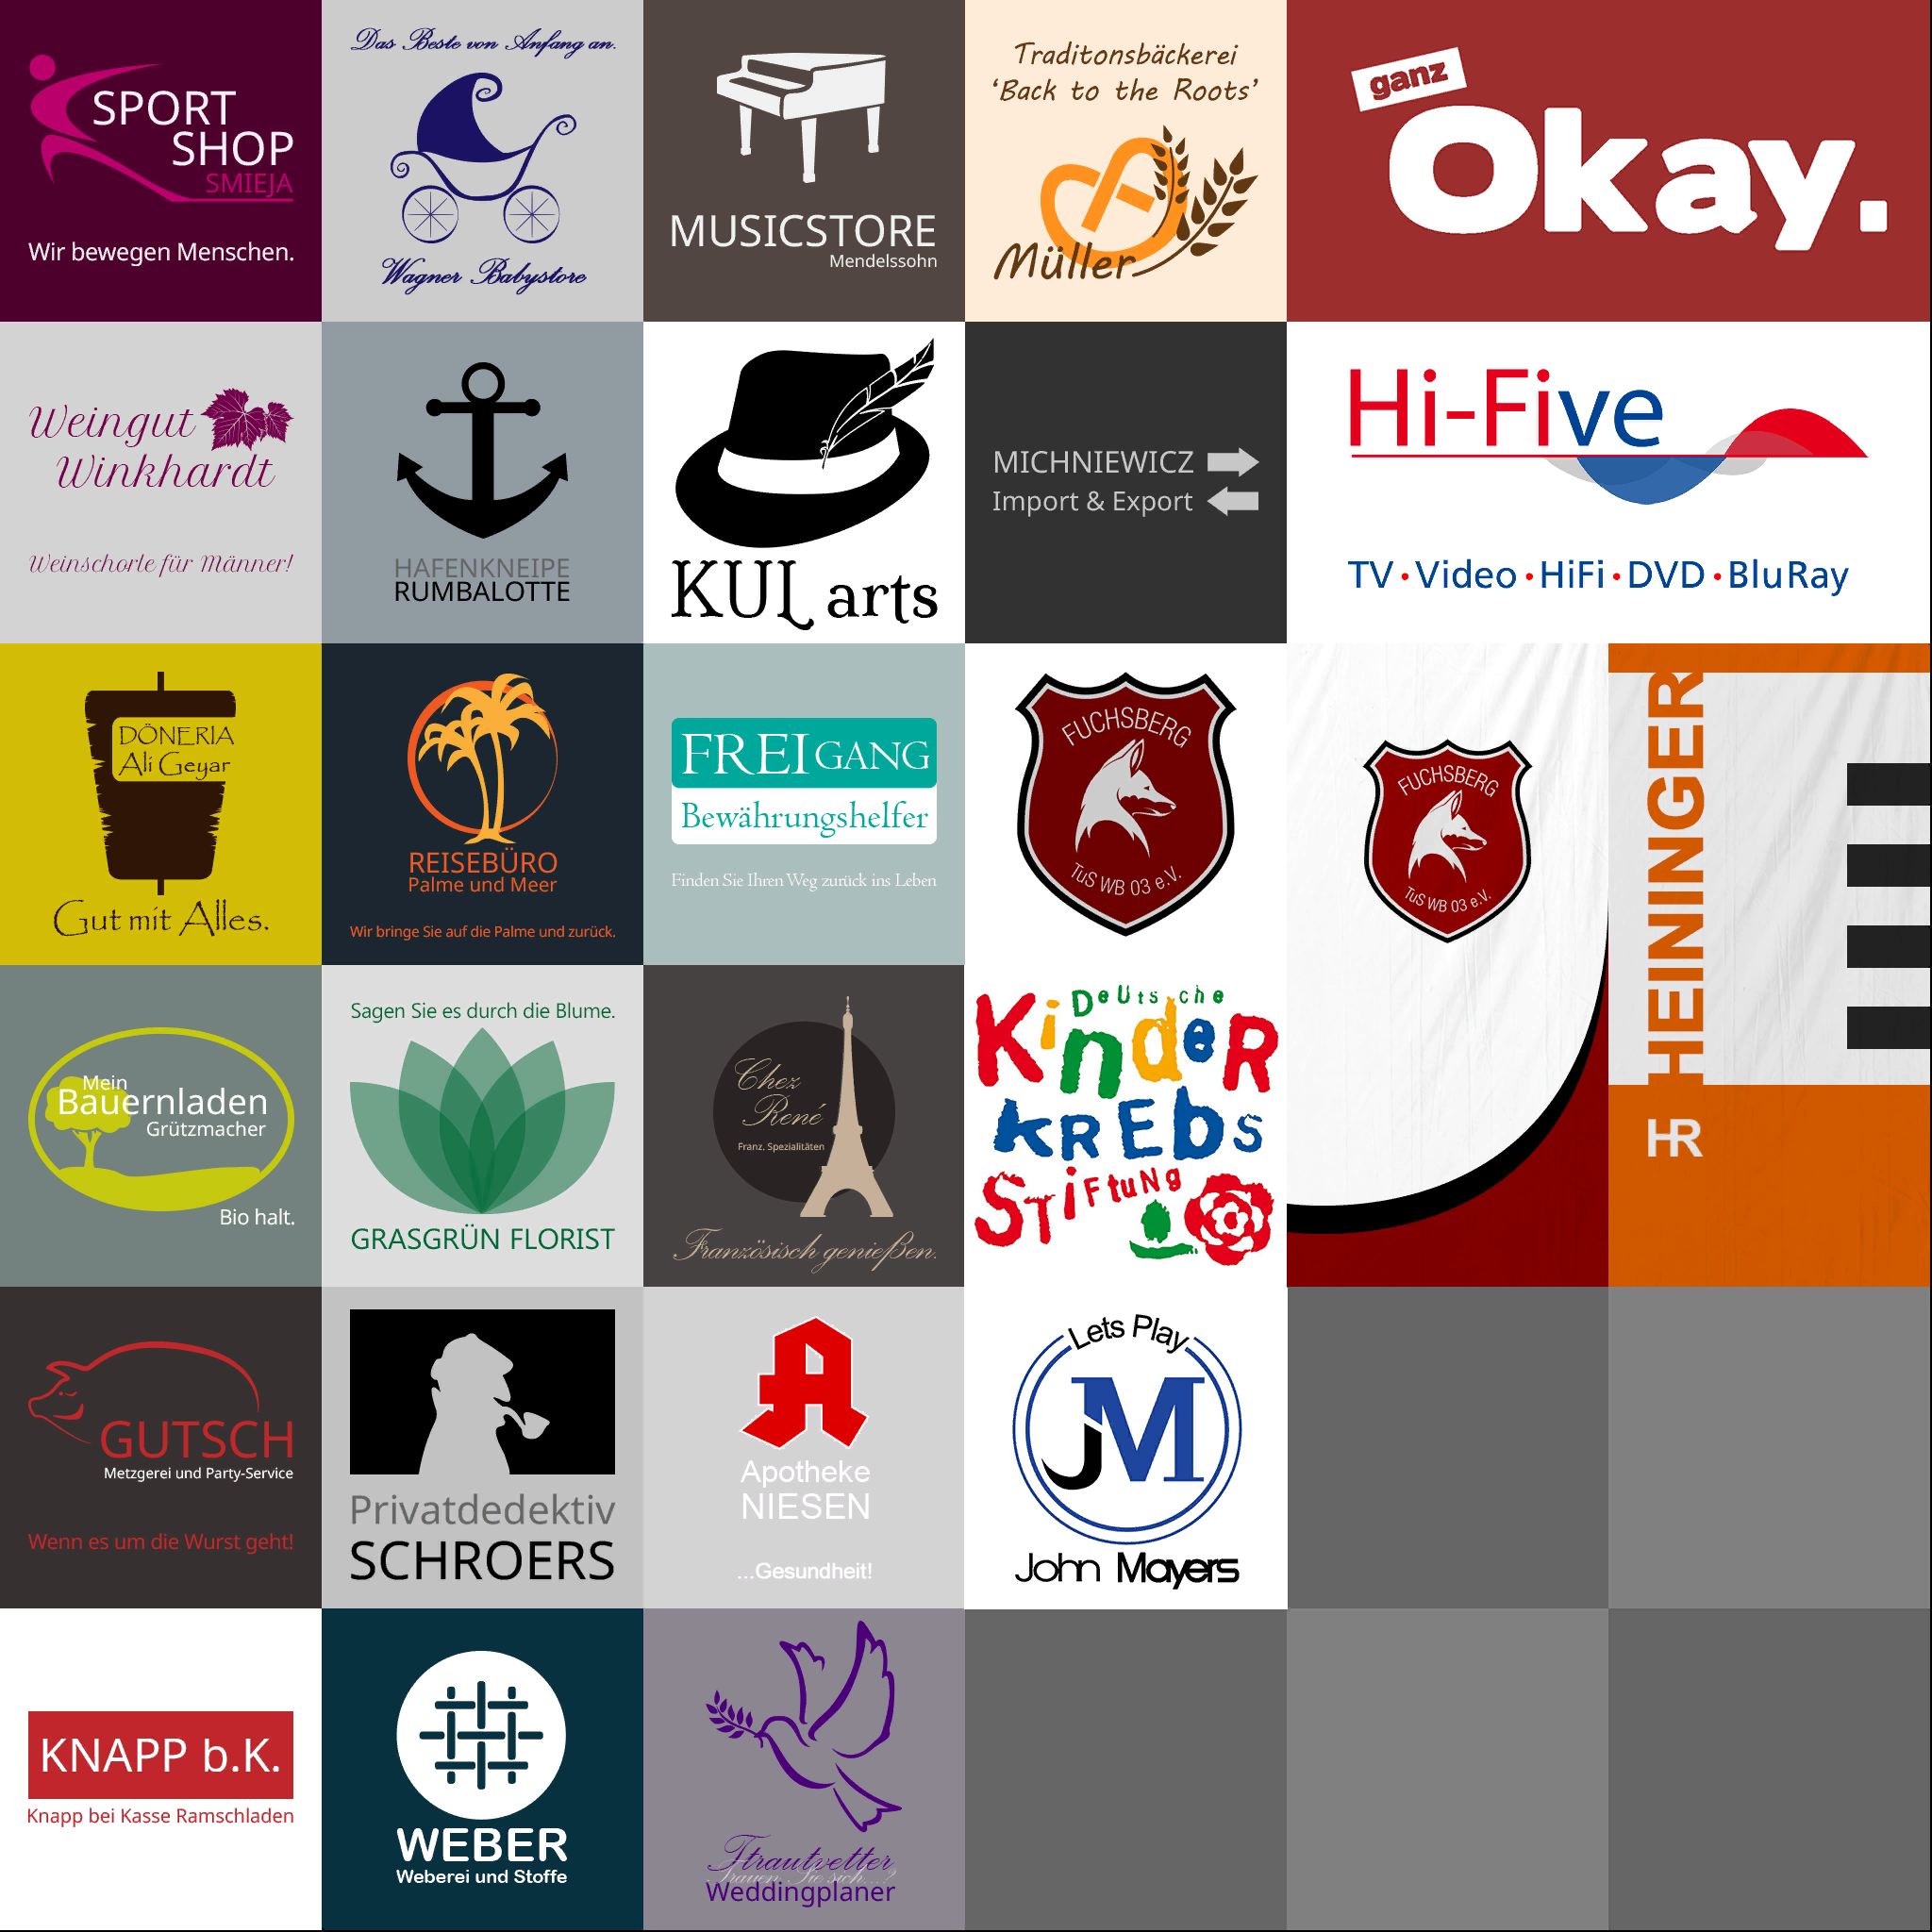 SPORT
SHOP
SMIEJA
Wir bewegen Menschen.
Das Beste von Anfang an.
Wagner Babystore
MUSICSTORE
Mendelssohn
Traditonsbäckerei
‘Back to the Roots’
Müller
ganz
Okay.
Weingut
Winkhardt
Weinschorle für Männer!
HAFENKNEIPE
RUMBALOTTE
KUL arts
MICHNIEWICZ
Import & Export
Hi-Five
TV • Video • HiFi • DVD • BluRay
DÖNERIA
Ali Geyar
Gut mit Alles.
REISEBÜRO
Palme und Meer
Wir bringe Sie auf die Palme und zurück.
FREIGANG
Bewährungshelfer
Finden Sie Ihren Weg zurück ins Leben
FUCHSBERG
TuS WB 03 e.V.
FUCHSBERG
TuS WB 03 e.V.
HEININGER
HR
Mein
Bauernladen
Grützmacher
Bio halt.
Sagen Sie es durch die Blume.
GRASGRÜN FLORIST
Chez
René
Franz. Spezialitäten
Französisch genießen.
DeUtsche
KindeR
kREbs
STiFtuNg
GUTSCH
Metzgerei und Party-Service
Wenn es um die Wurst geht!
Privatdedektiv
SCHROERS
Apotheke
NIESEN
...Gesundheit!
Lets Play
JM
John Mayers
KNAPP b.K.
Knapp bei Kasse Ramschladen
WEBER
Weberei und Stoffe
Ttrautvetter
Trauen Sie sich...?
Weddingplaner